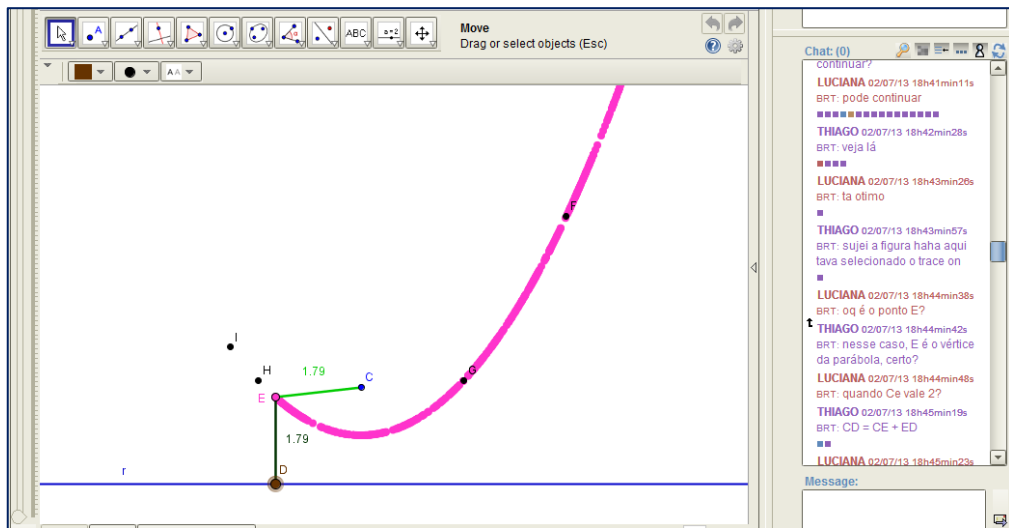 Move
Drag or select objects (Esc)
A
ABC
a=2
A A
I
H
E
1.79
C
1.79
D
r
G
F
Chat: (0)
continuar?
LUCIANA 02/07/13 18h41min11s
BRT: pode continuar
THIAGO 02/07/13 18h42min28s
BRT: veja lá
LUCIANA 02/07/13 18h43min26s
BRT: ta otimo
THIAGO 02/07/13 18h43min57s
BRT: sujei a figura haha aqui
tava selecionado o trace on
LUCIANA 02/07/13 18h44min38s
BRT: oq é o ponto E?
THIAGO 02/07/13 18h44min42s
BRT: nesse caso, E é o vértice
da parábola, certo?
LUCIANA 02/07/13 18h44min48s
BRT: quando Ce vale 2?
THIAGO 02/07/13 18h45min19s
BRT: CD = CE + ED
LUCIANA 02/07/13 18h45min23s
Message: